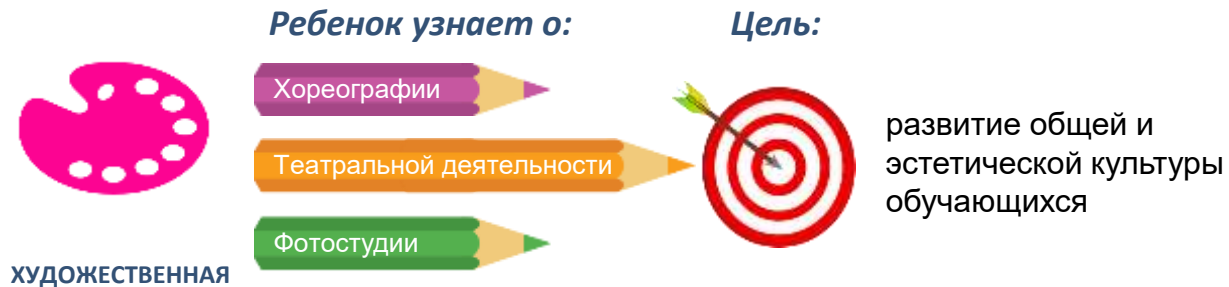 Ребенок узнает о:
Цель:
Хореографии
Театральной деятельности
Фотостудии
развитие общей и
эстетической культуры
обучающихся
ХУДОЖЕСТВЕННАЯ